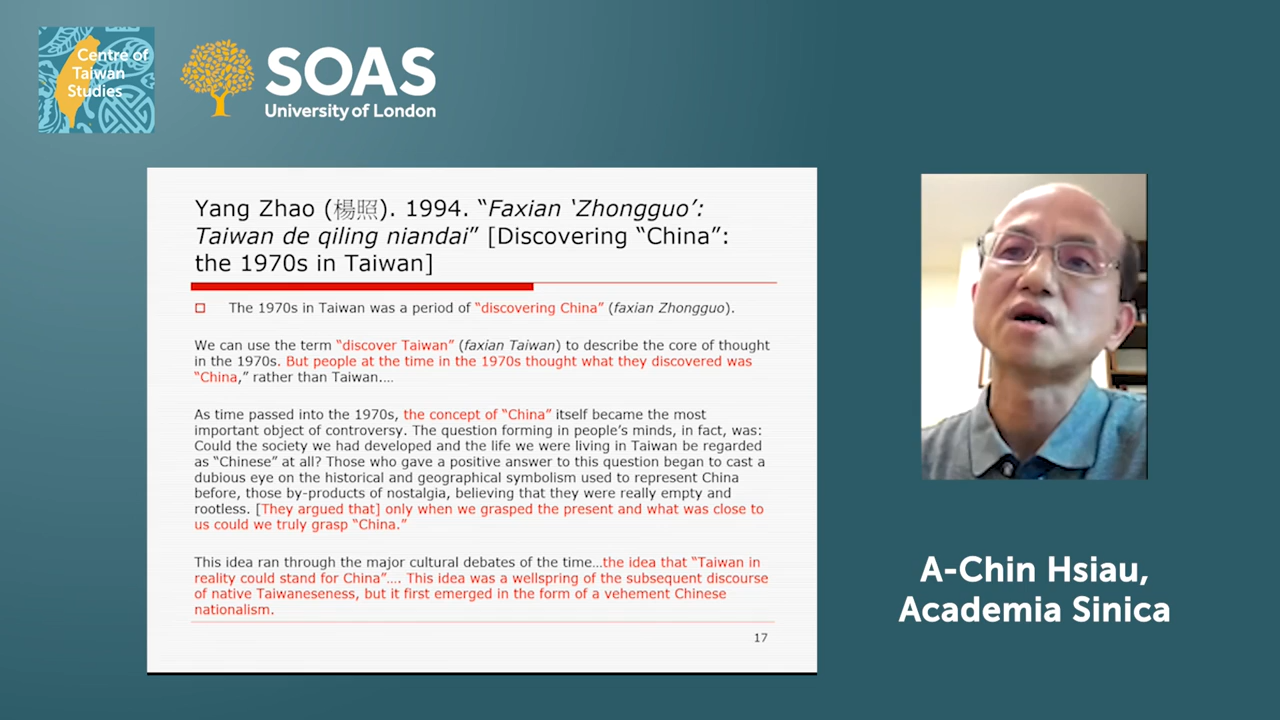 Centre of
Taiwan
Studies
SOAS
University of London
Yang Zhao (楊照). 1994. “Faxian ‘Zhongguo’:
Taiwan de qiling niandai” [Discovering “China”:
the 1970s in Taiwan]
The 1970s in Taiwan was a period of “discovering China” (faxian Zhongguo).
We can use the term “discover Taiwan” (faxian Taiwan) to describe the core of thought
in the 1970s. But people at the time in the 1970s thought what they discovered was
“China,” rather than Taiwan.…
As time passed into the 1970s, the concept of “China” itself became the most
important object of controversy. The question forming in people’s minds, in fact, was:
Could the society we had developed and the life we were living in Taiwan be regarded
as “Chinese” at all? Those who gave a positive answer to this question began to cast a
dubious eye on the historical and geographical symbolism used to represent China
before, those by-products of nostalgia, believing that they were really empty and
rootless. [They argued that] only when we grasped the present and what was close to
us could we truly grasp “China.”
This idea ran through the major cultural debates of the time…the idea that “Taiwan in
reality could stand for China”…. This idea was a wellspring of the subsequent discourse
of native Taiwaneseness, but it first emerged in the form of a vehement Chinese
nationalism.
17
A-Chin Hsiau,
Academia Sinica